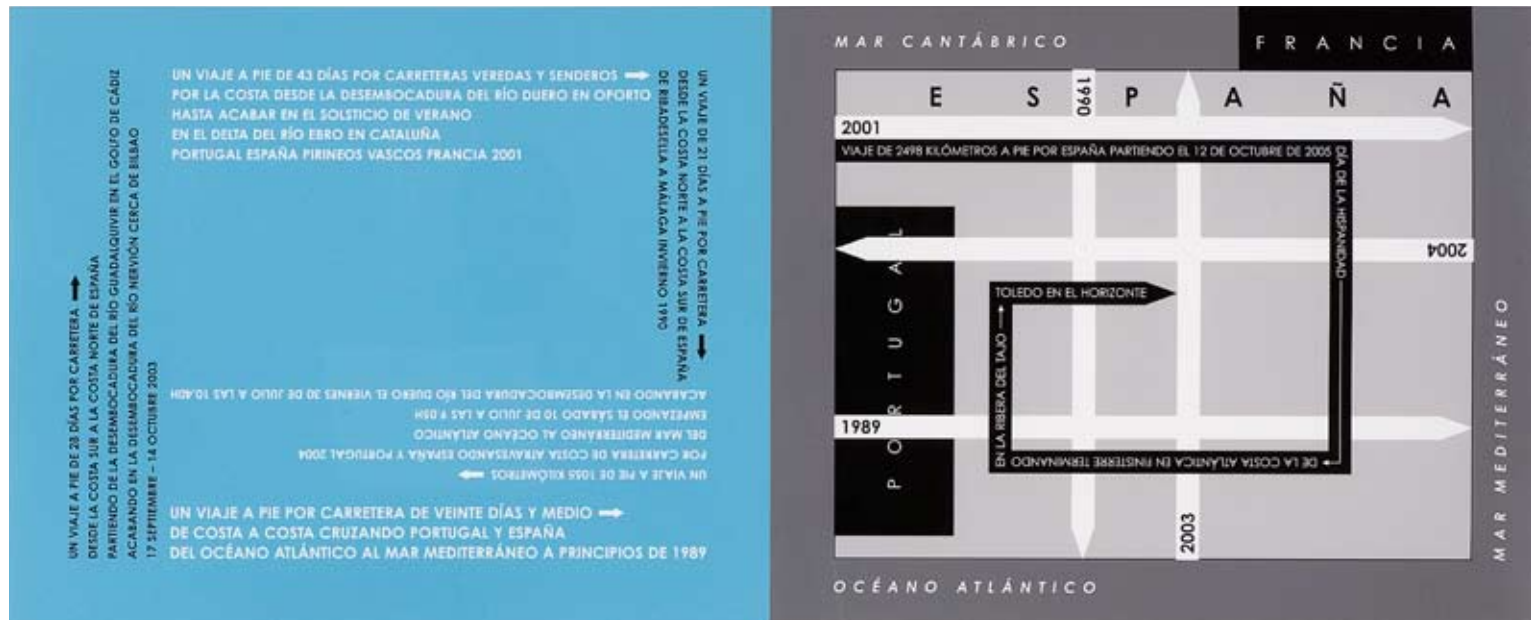 UN VIAJE A PIE DE 28 DÍAS POR CARRETERA
DESDE LA COSTA SUR A LA COSTA NORTE DE ESPAÑA
PARTIENDO DE LA DESEMBOCADURA DEL RÍO GUADALQUIVIR EN EL GOLFO DE CÁDIZ
ACABANDO EN LA DESEMBOCADURA DEL RÍO NERVIÓN CERCA DE BILBAO
17 SEPTIEMBRE – 14 OCTUBRE 2003
UN VIAJE A PIE DE 43 DÍAS POR CARRETERAS VEREDAS Y SENDEROS
POR LA COSTA DESDE LA DESEMBOCADURA DEL RÍO DUERO EN OPORTO
HASTA ACABAR EN EL SOLSTICIO DE VERANO
EN EL DELTA DEL RÍO EBRO EN CATALUÑA
PORTUGAL ESPAÑA PIRINEOS VASCOS FRANCIA 2001
UN VIAJE DE 21 DÍAS A PIE POR CARRETERA
DESDE LA COSTA NORTE A LA COSTA SUR DE ESPAÑA
DE RIBADESELLA A MÁLAGA INVIERNO 1990
UN VIAJE A PIE DE 1055 KILÓMETROS
POR CARRETERA DE COSTA ATRAVESSANDO ESPAÑA Y PORTUGAL 2004
DEL MAR MEDITERRÁNEO AL OCÉANO ATLÁNTICO
EMPEZANDO EL SÁBADO 10 DE JULIO A LAS 9.05H
ACABANDO EN LA DESEMBOCADURA DEL RÍO DUERO EL VIERNES 30 DE JULIO A LAS 10.40H
UN VIAJE A PIE POR CARRETERA DE VEINTE DÍAS Y MEDIO
DE COSTA A COSTA CRUZANDO PORTUGAL Y ESPAÑA
DEL OCÉANO ATLÁNTICO AL MAR MEDITERRÁNEO A PRINCIPIOS DE 1989
MAR CANTÁBRICO
FRANCIA
ESPAÑA
1990
2001
VIAJE DE 2498 KILÓMETROS A PIE POR ESPAÑA PARTIENDO EL 12 DE OCTUBRE DE 2005
DÍA DE LA HISPANIDAD
DE LA COSTA ATLÁNTICA EN FINISTERRE TERMINANDO
EN LA RIBERA DEL TAJO
TOLEDO EN EL HORIZONTE
2004
PORTUGAL
1989
2003
MAR MEDITERRÁNEO
OCÉANO ATLÁNTICO